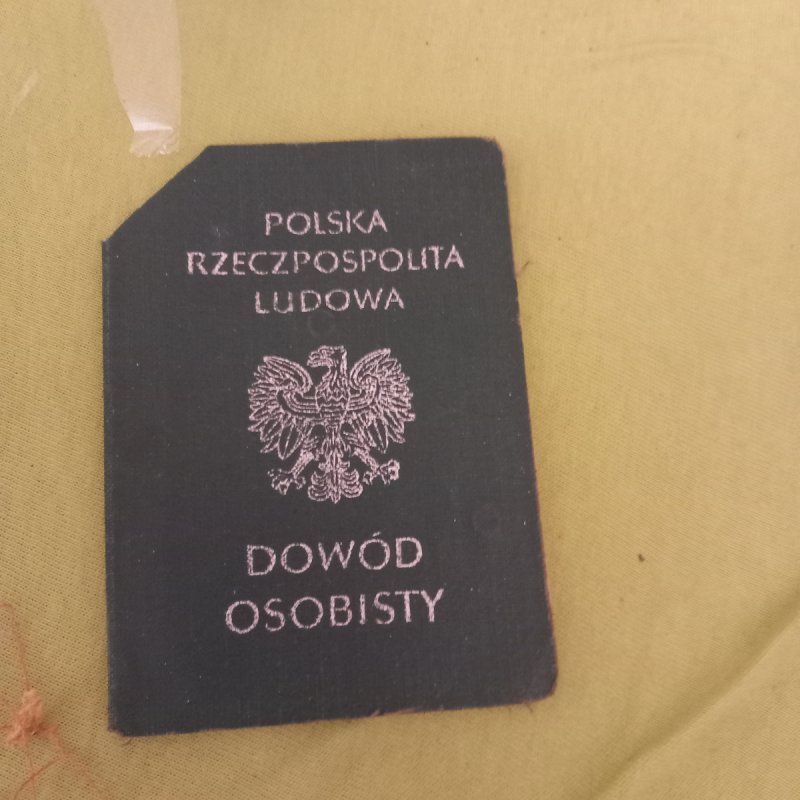 POLSKA
RZECZPOSPOLITA
LUDOWA
DOWÓD
OSOBISTY